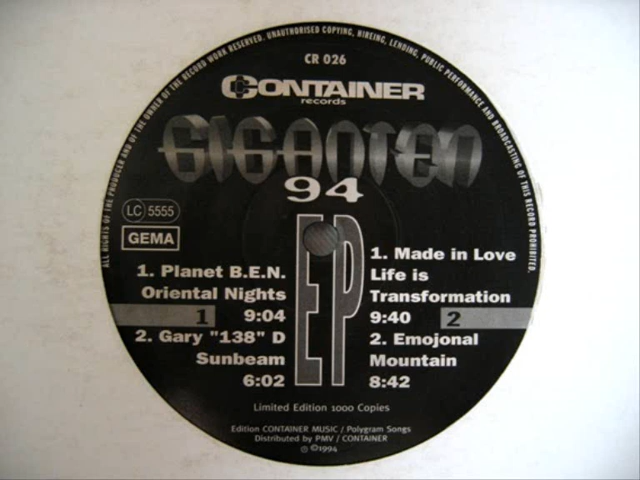 ALL RIGHTS OF THE PRODUCER AND OF THE OWNER OF THE RECORD WORK RESERVED. UNAUTHORISED COPYING, HIREING, LENDING, PUBLIC PERFORMANCE AND BROADCASTING OF THIS RECORD PROHIBITED.
CR 026
CONTAINER
records
GIGANTEN
94
EP
LC 5555
GEMA
1. Planet B.E.N.
Oriental Nights
9:04
1
2. Gary "138" D
Sunbeam
6:02
1. Made in Love
Life is
Transformation
9:40
2
2. Emojonal
Mountain
8:42
Limited Edition 1000 Copies
Edition CONTAINER MUSIC / Polygram Songs
Distributed by PMV / CONTAINER
℗ ©1994